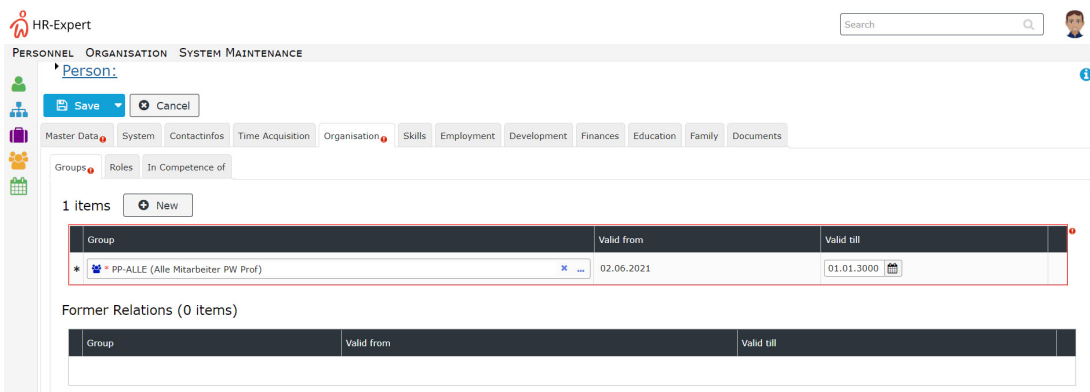 HR-Expert
Search
PERSONNEL ORGANISATION SYSTEM MAINTENANCE
Person:
Save Cancel
Master Data System Contactinfos Time Acquisition Organisation Skills Employment Development Finances Education Family Documents
Groups Roles In Competence of
1 items New
Group Valid from Valid till
* * PP-ALLE (Alle Mitarbeiter PW Prof) ... 02.06.2021 01.01.3000
Former Relations (0 items)
Group Valid from Valid till